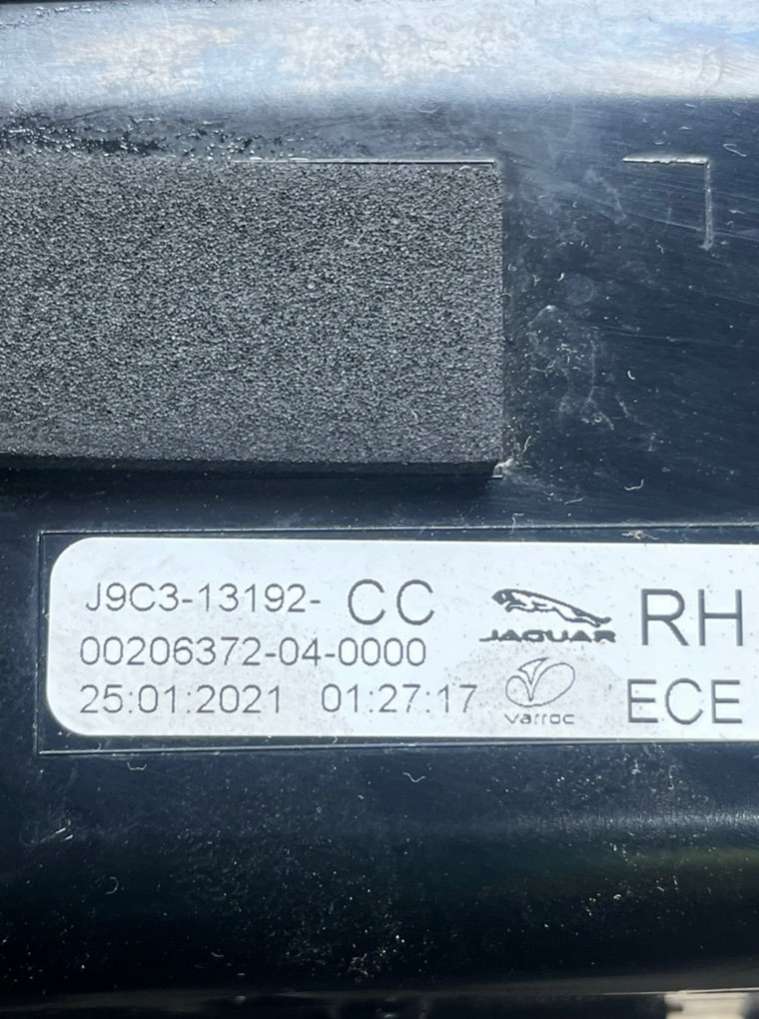 J9C3-13192- CC JAGUAR RH
00206372-04-0000
25:01:2021 01:27:17 varroc ECE